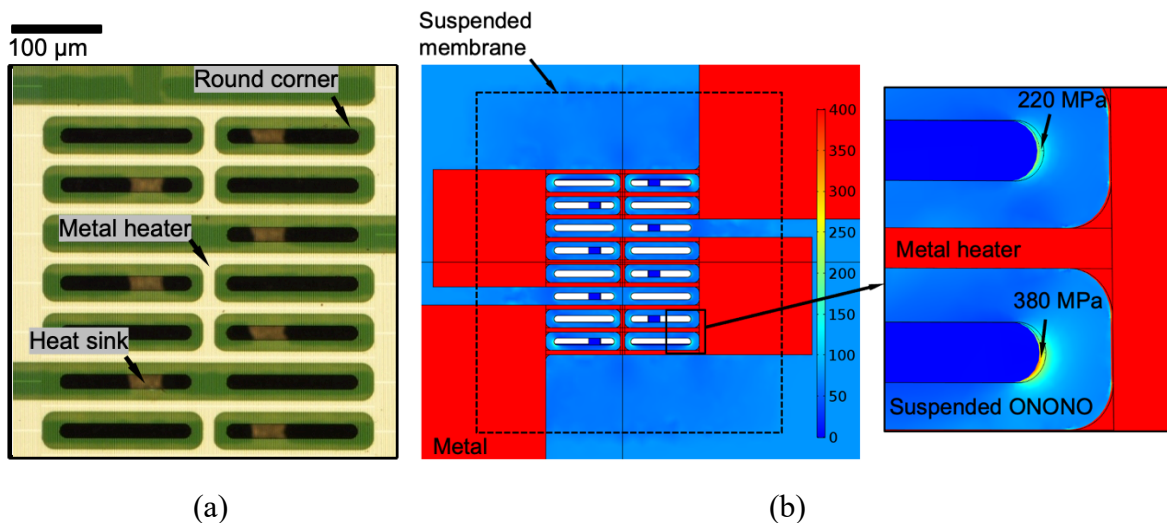 100 µm
Round corner
Metal heater
Heat sink
Suspended
membrane
400
350
300
250
200
150
100
50
0
Metal
220 MPa
Metal heater
380 MPa
Suspended ONONO
(a)
(b)